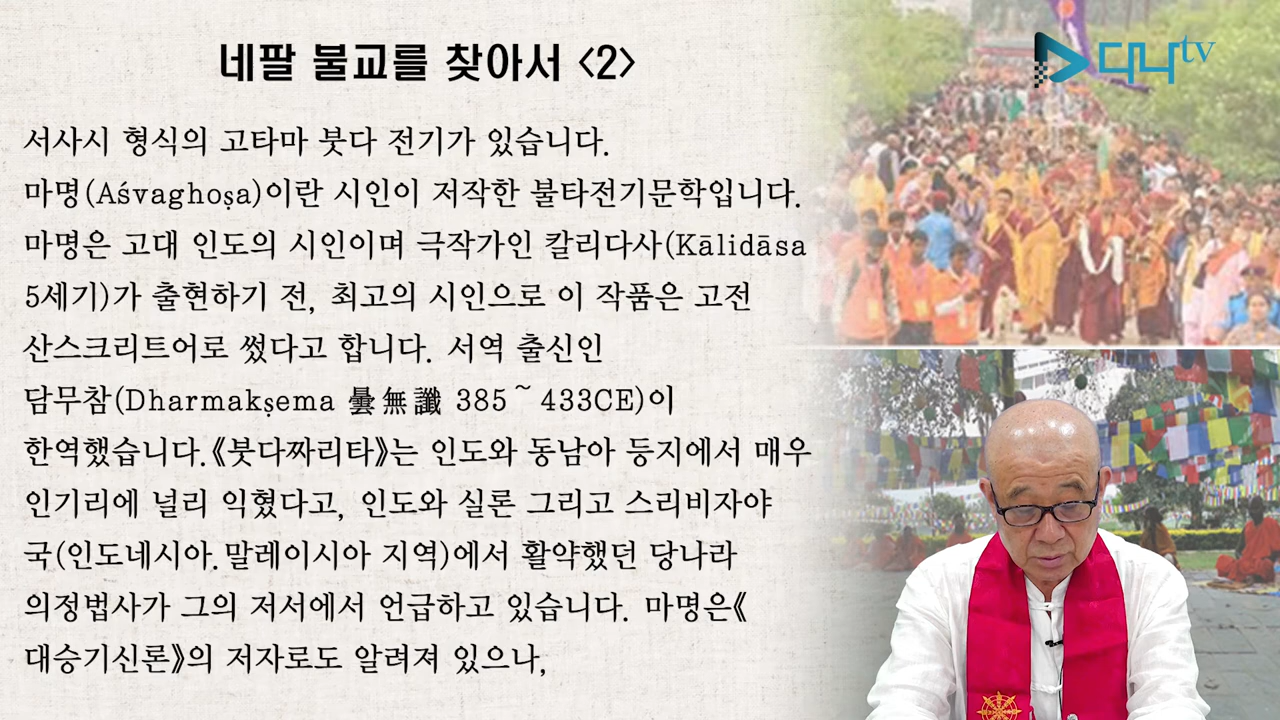 네팔 불교를 찾아서 <2>
서사시 형식의 고타마 붓다 전기가 있습니다.
마명(Aśvaghoṣa)이란 시인이 저작한 불타전기문학입니다.
마명은 고대 인도의 시인이며 극작가인 칼리다사(Kālidāsa
5세기)가 출현하기 전, 최고의 시인으로 이 작품은 고전
산스크리트어로 썼다고 합니다. 서역 출신인
담무참(Dharmakṣema 曇無讖 385~433CE)이
한역했습니다.《붓다짜리타》는 인도와 동남아 등지에서 매우
인기리에 널리 익혔다고, 인도와 실론 그리고 스리비자야
국(인도네시아.말레이시아 지역)에서 활약했던 당나라
의정법사가 그의 저서에서 언급하고 있습니다. 마명은《
대승기신론》의 저자로도 알려져 있으나,
tv